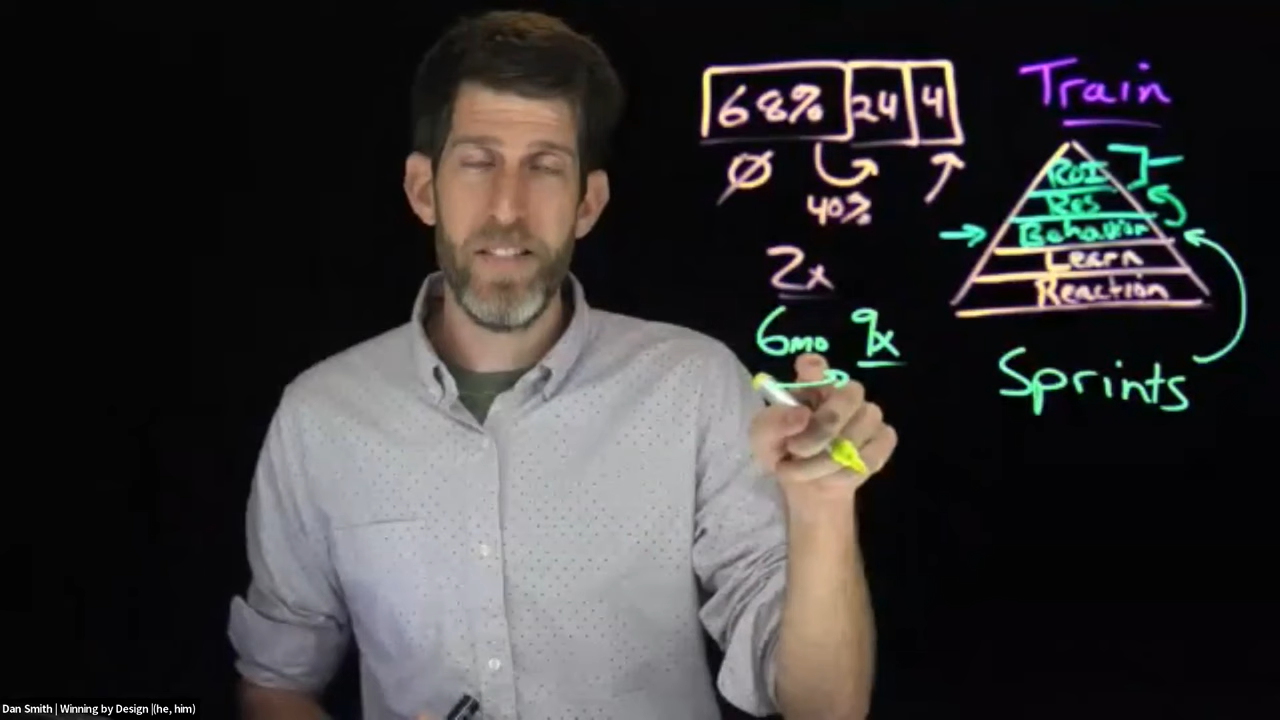 68% 24 4
Ø
40%
2x
6mo 9x
Train
ROI
Res
Behavior
Learn
Reaction
Sprints
Dan Smith | Winning by Design |(he, him)